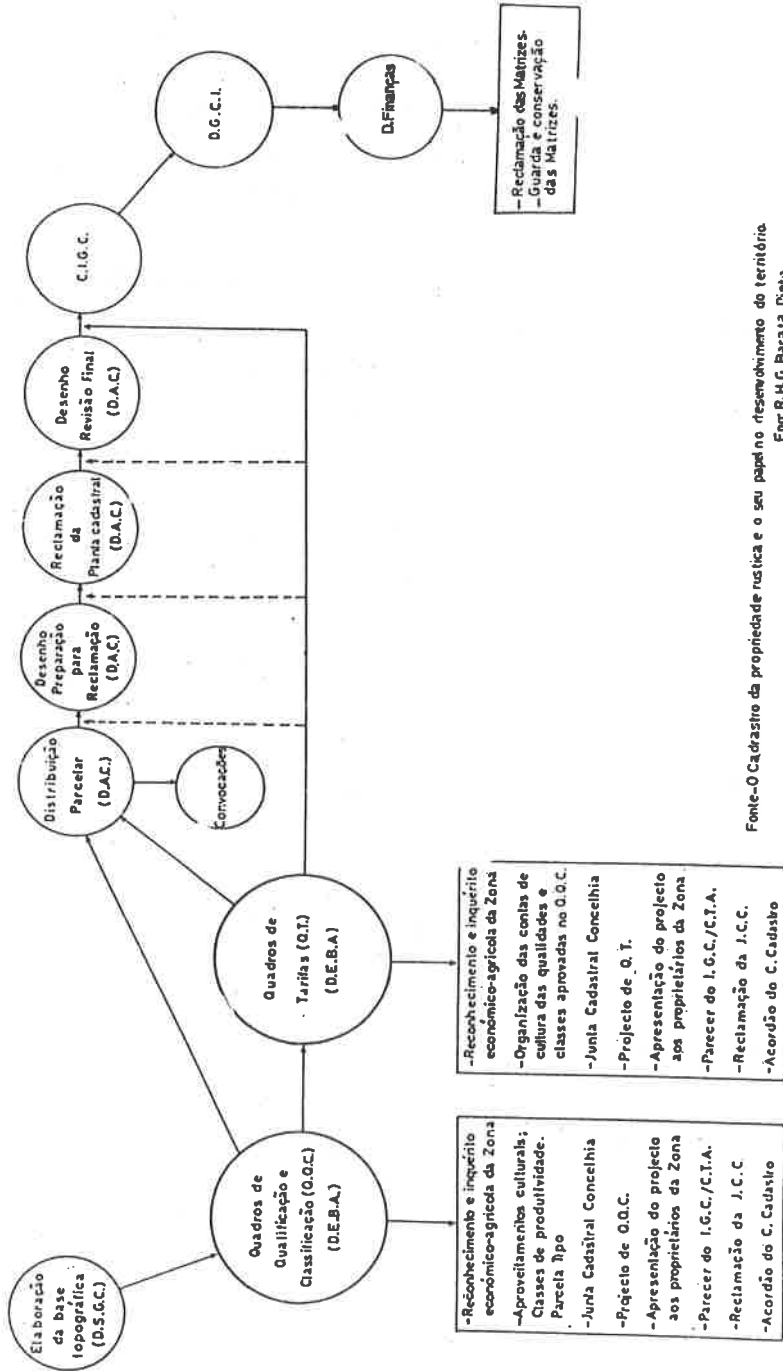 Elaboração
da base
topográfica
(D.S.G.C.)
Quadros de
Qualificação e
Classificação (Q.Q.C.)
(D.E.B.A.)
-Reconhecimento e inquérito
económico-agrícola da Zona
-Aproveitamentos culturais;
Classes de produtividade.
Parcela Tipo
-Junta Cadastral Concelhia
-Projecto de Q.Q.C.
-Apresentação do projecto
aos proprietários da Zona
-Parecer do I.G.C./C.T.A.
-Reclamação da J.C.C.
-Acordão do C. Cadastro
Quadros de
Tarifas (Q.T.)
(D.E.B.A)
-Reconhecimento e inquérito
económico-agrícola da Zona
-Organização das contas de
cultura das qualidades e
classes aprovadas no Q.Q.C.
-Junta Cadastral Concelhia
-Projecto de Q.T.
-Apresentação do projecto
aos proprietários da Zona
-Parecer do I.G.C./C.T.A.
-Reclamação da J.C.C.
-Acordão do C. Cadastro
Distribuição
Parcelar
(D.A.C.)
Convocações
Desenho
Preparação
para
Reclamação
(D.A.C)
Reclamação
da
Planta cadastral
(D.A.C.)
Desenho
Revisão Final
(D.A.C.)
C.I.G.C.
D.G.C.I.
D.Finanças
-Reclamação das Matrizes.
-Guarda e conservação
das Matrizes.
Fonte-O Cadrastro da propriedade rustica e o seu papel no desenvolvimento do território.
Engr R.H.G. Barata Pinto